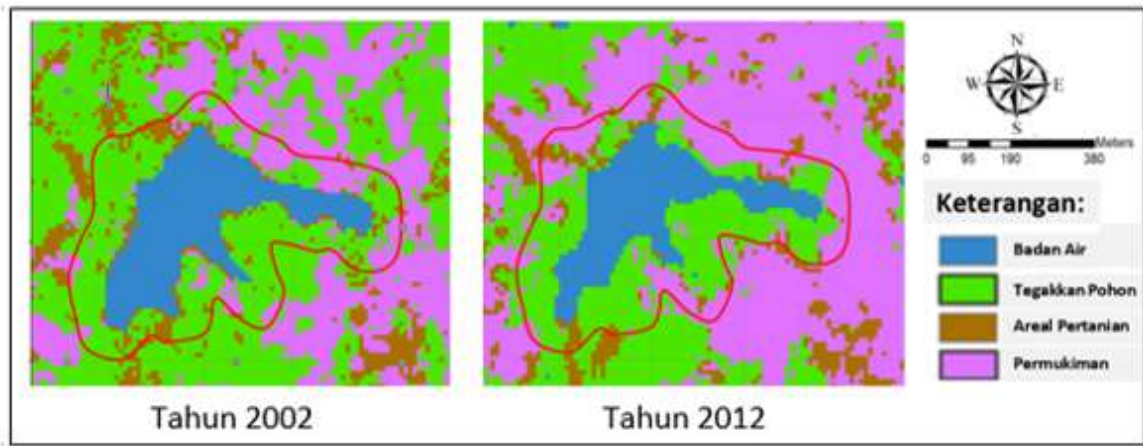 N
W E
S
Meters
0 95 190 380
Keterangan:
Badan Air
Tegakkan Pohon
Areal Pertanian
Permukiman
Tahun 2002
Tahun 2012